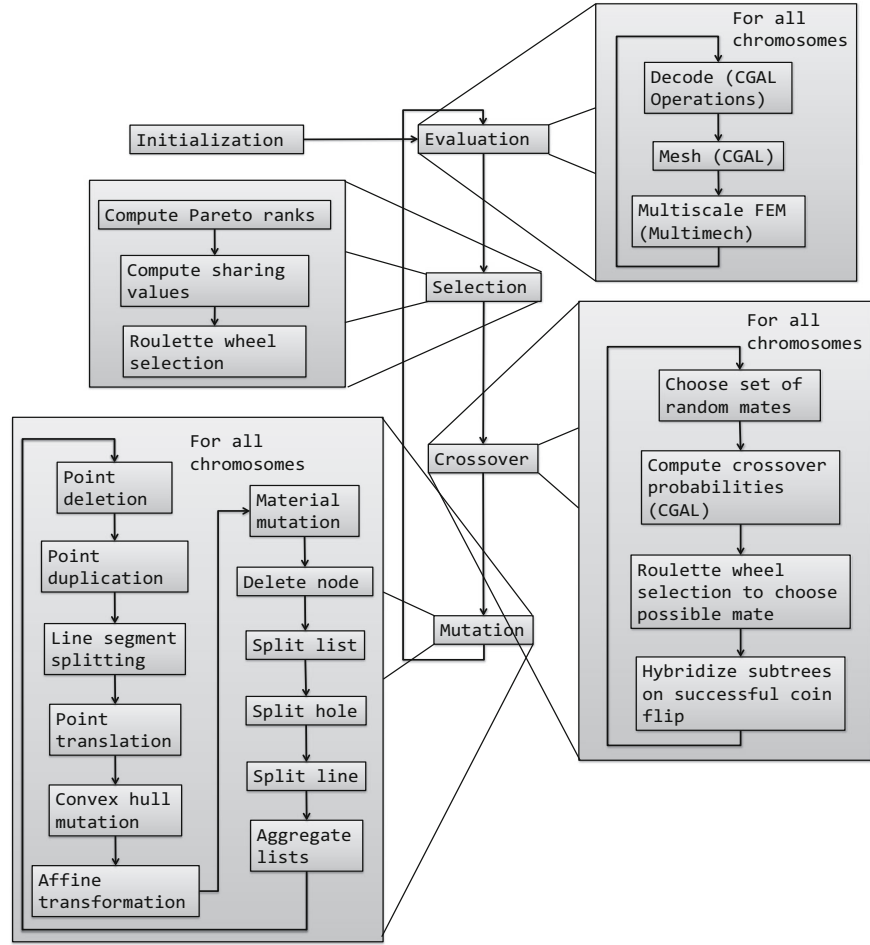 For all
chromosomes
Decode (CGAL
Operations)
Mesh (CGAL)
Multiscale FEM
(Multimech)
Initialization
Evaluation
Compute Pareto ranks
Compute sharing
values
Roulette wheel
selection
Selection
For all
chromosomes
Choose set of
random mates
Compute crossover
probabilities
(CGAL)
Roulette wheel
selection to choose
possible mate
Hybridize subtrees
on successful coin
flip
Crossover
Mutation
For all
chromosomes
Point
deletion
Point
duplication
Line segment
splitting
Point
translation
Convex hull
mutation
Affine
transformation
Material
mutation
Delete node
Split list
Split hole
Split line
Aggregate
lists